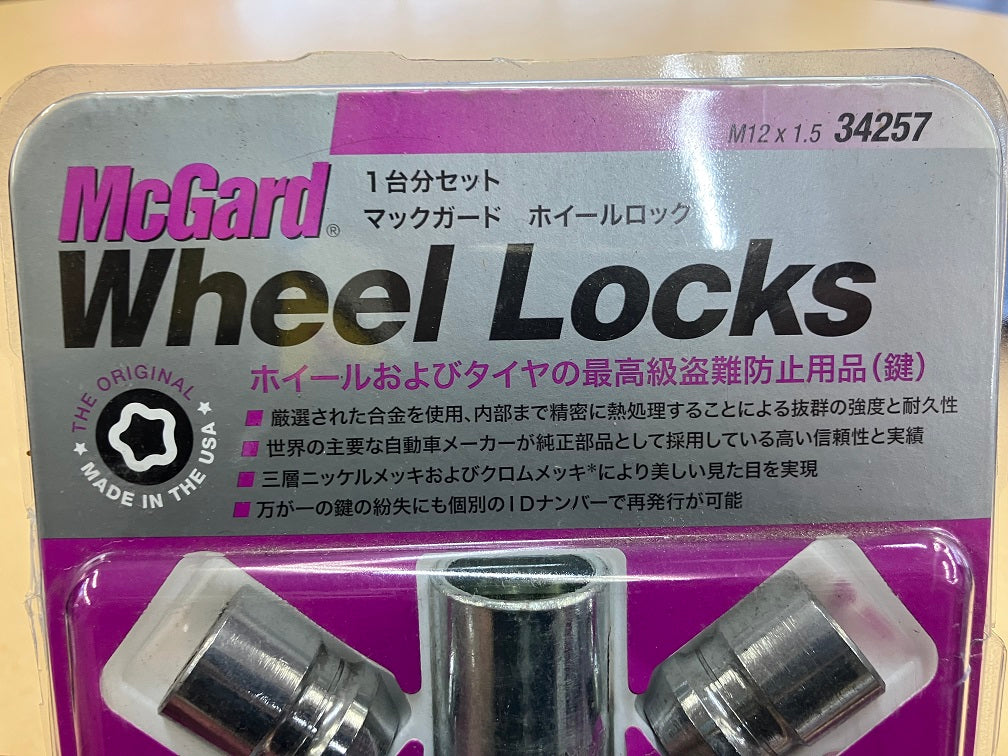 M12 x 1.5 34257
McGard®
1台分セット
マックガード ホイールロック
Wheel Locks
ホイールおよびタイヤの最高級盗難防止用品(鍵)
THE ORIGINAL
★ MADE IN THE USA ★
■ 厳選された合金を使用、内部まで精密に熱処理することによる抜群の強度と耐久性
■ 世界の主要な自動車メーカーが純正部品として採用している高い信頼性と実績
■ 三層ニッケルメッキおよびクロムメッキ*により美しい見た目を実現
■ 万が一の鍵の紛失にも個別のIDナンバーで再発行が可能